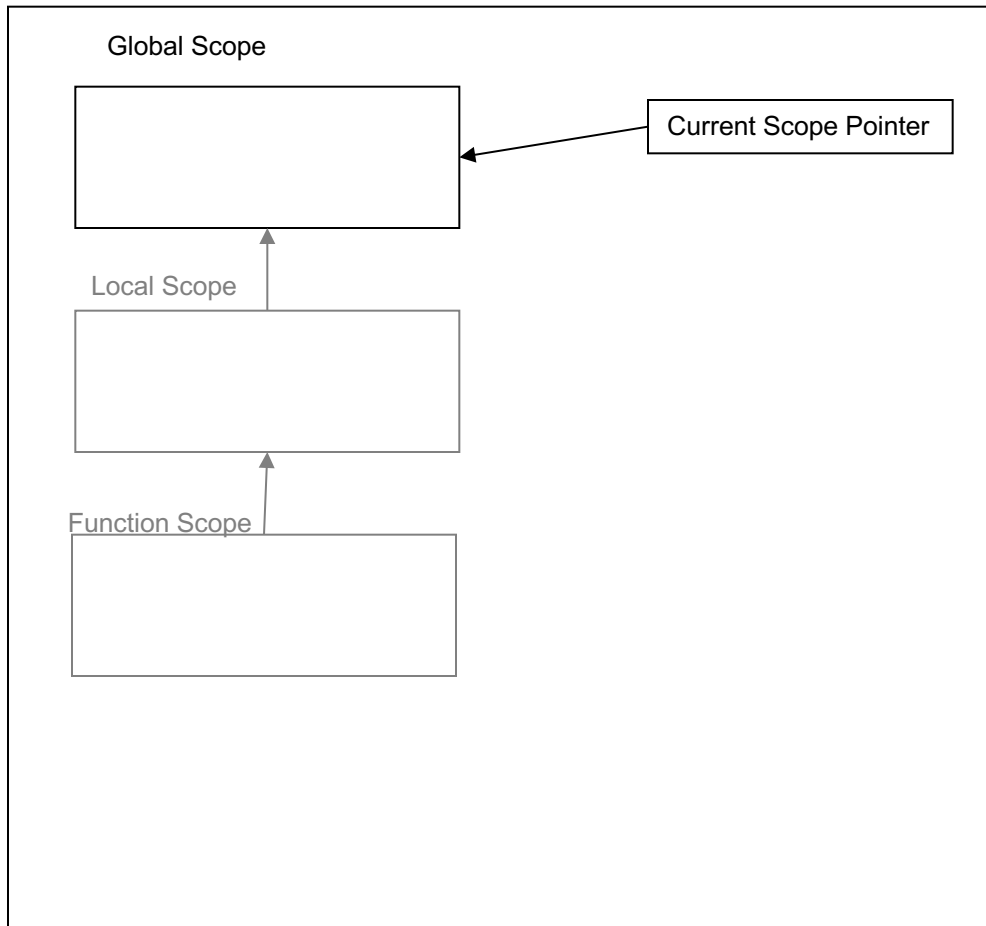 Global Scope
Current Scope Pointer
Local Scope
Function Scope